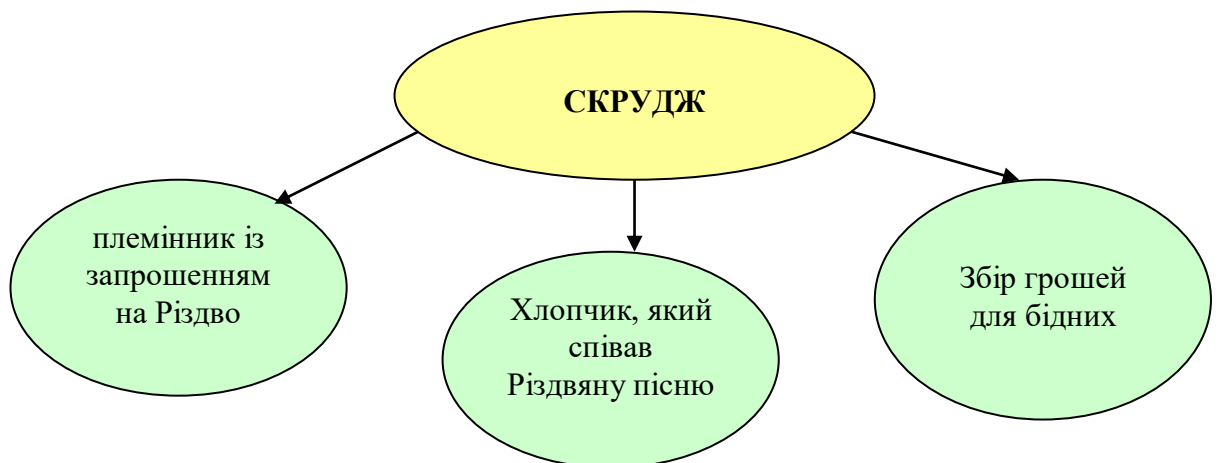 СКРУДЖ
племінник із
запрошенням
на Різдво
Хлопчик, який
співав
Різдвяну пісню
Збір грошей
для бідних